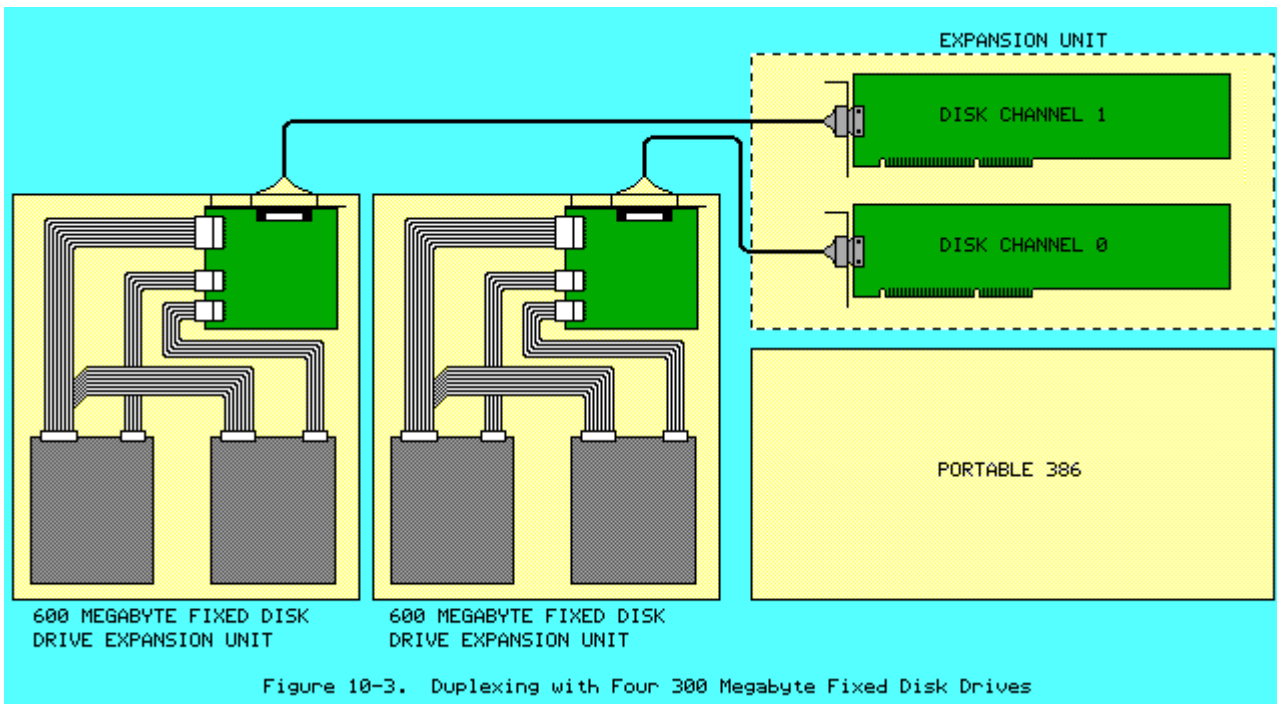 EXPANSION UNIT
DISK CHANNEL 1
DISK CHANNEL 0
PORTABLE 386
600 MEGABYTE FIXED DISK
DRIVE EXPANSION UNIT
600 MEGABYTE FIXED DISK
DRIVE EXPANSION UNIT
Figure 10-3. Duplexing with Four 300 Megabyte Fixed Disk Drives